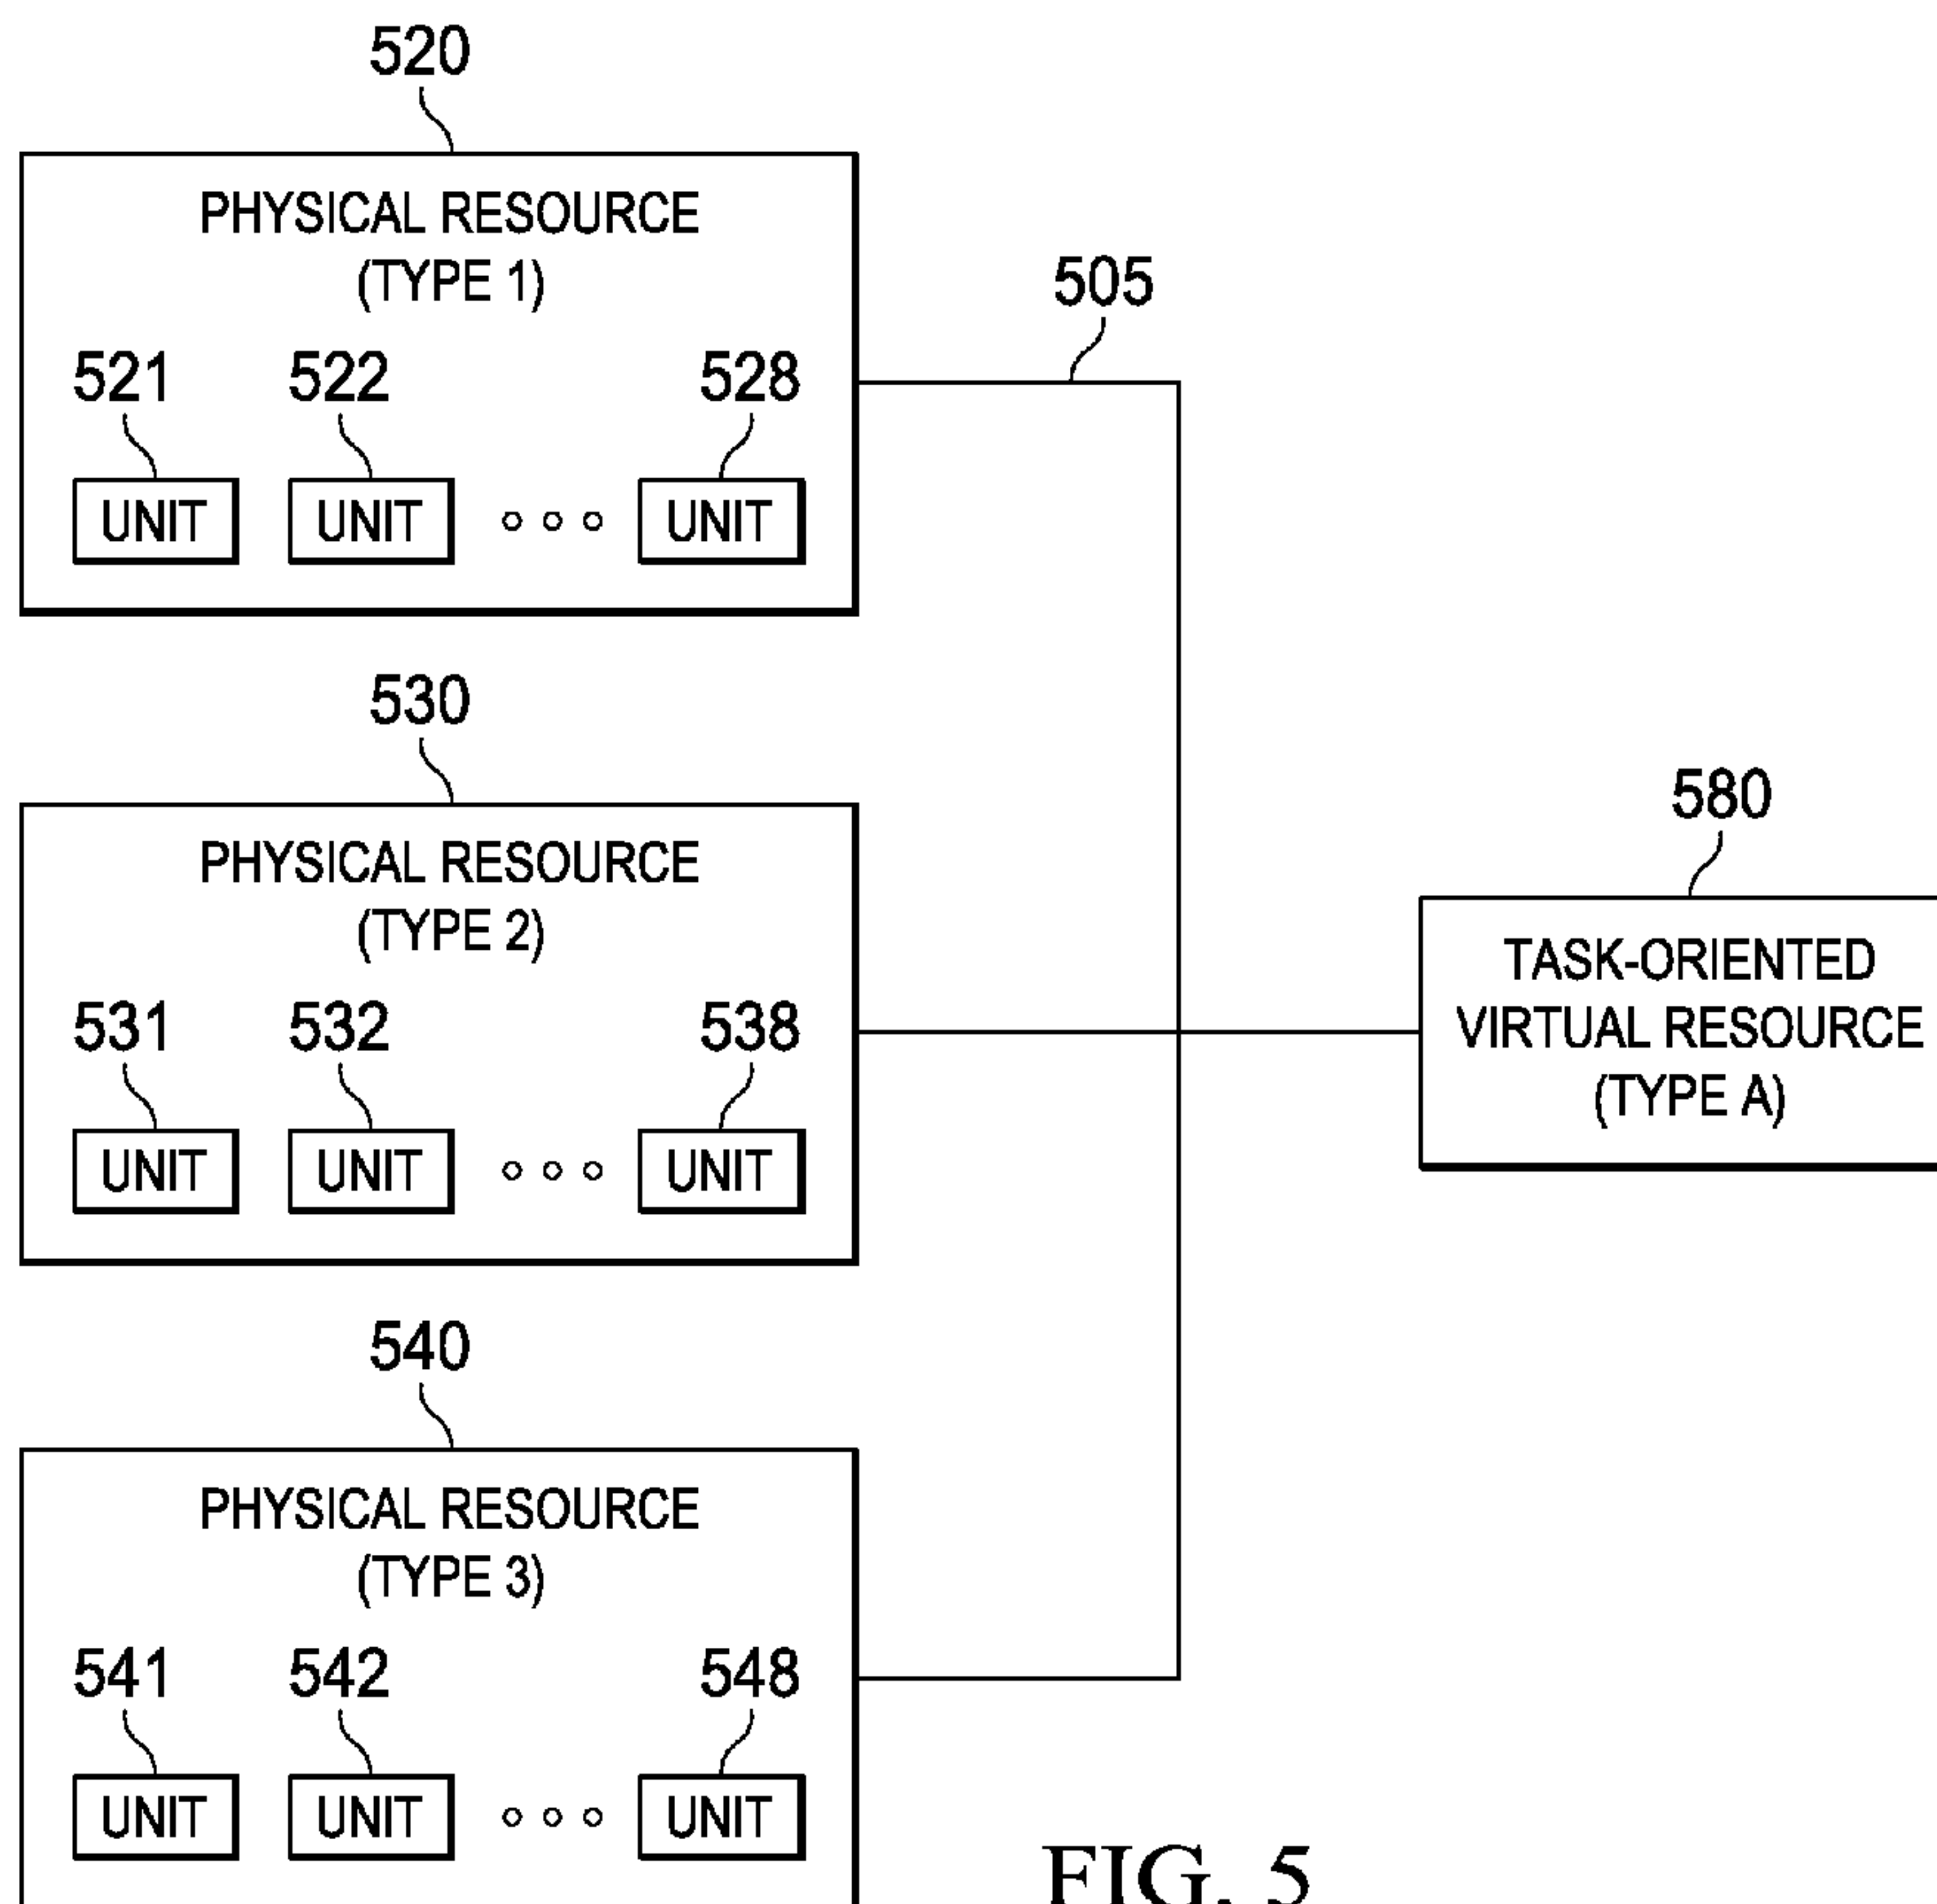 520
PHYSICAL RESOURCE
(TYPE 1)
521 522 528
UNIT UNIT UNIT
505
530
PHYSICAL RESOURCE
(TYPE 2)
531 532 538
UNIT UNIT UNIT
580
TASK-ORIENTED
VIRTUAL RESOURCE
(TYPE A)
540
PHYSICAL RESOURCE
(TYPE 3)
541 542 548
UNIT UNIT UNIT
FIG. 5